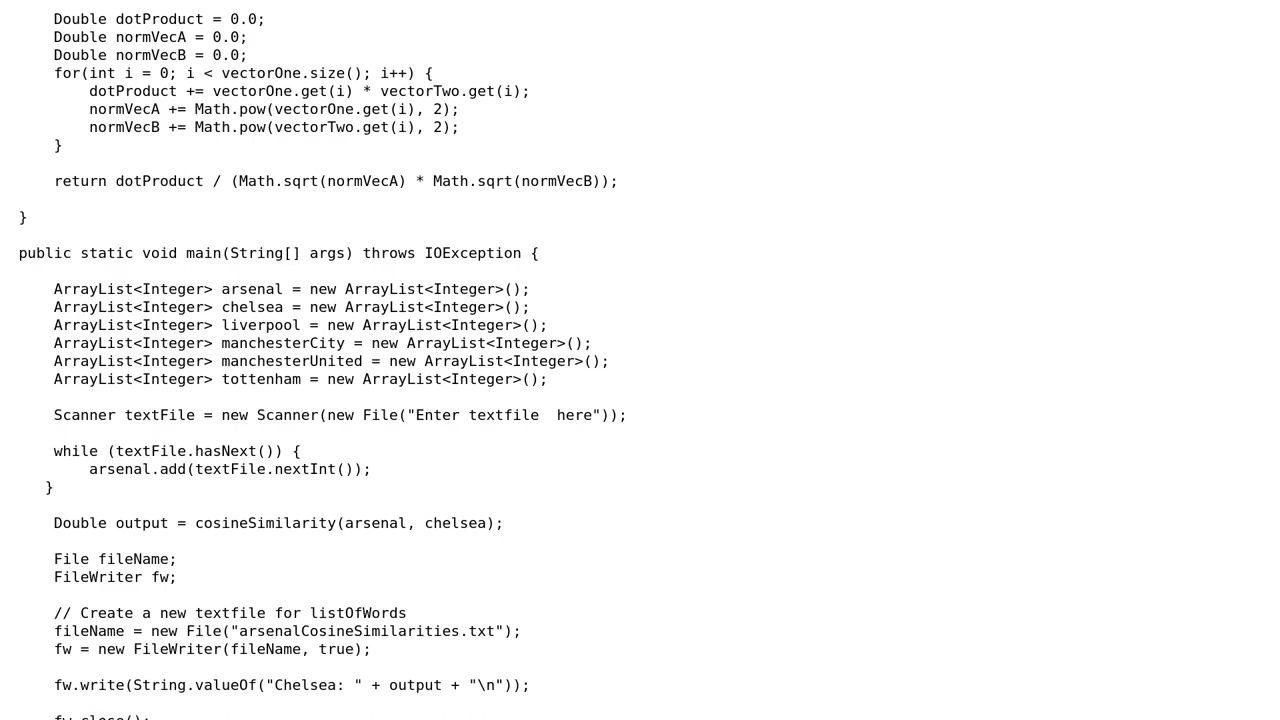 Double dotProduct = 0.0;
    Double normVecA = 0.0;
    Double normVecB = 0.0;
    for(int i = 0; i < vectorOne.size(); i++) {
        dotProduct += vectorOne.get(i) * vectorTwo.get(i);
        normVecA += Math.pow(vectorOne.get(i), 2);
        normVecB += Math.pow(vectorTwo.get(i), 2);
    }

    return dotProduct / (Math.sqrt(normVecA) * Math.sqrt(normVecB));

}

public static void main(String[] args) throws IOException {

    ArrayList<Integer> arsenal = new ArrayList<Integer>();
    ArrayList<Integer> chelsea = new ArrayList<Integer>();
    ArrayList<Integer> liverpool = new ArrayList<Integer>();
    ArrayList<Integer> manchesterCity = new ArrayList<Integer>();
    ArrayList<Integer> manchesterUnited = new ArrayList<Integer>();
    ArrayList<Integer> tottenham = new ArrayList<Integer>();

    Scanner textFile = new Scanner(new File("Enter textfile  here"));

    while (textFile.hasNext()) {
        arsenal.add(textFile.nextInt());
   }

    Double output = cosineSimilarity(arsenal, chelsea);

    File fileName;
    FileWriter fw;

    // Create a new textfile for listOfWords
    fileName = new File("arsenalCosineSimilarities.txt");
    fw = new FileWriter(fileName, true);

    fw.write(String.valueOf("Chelsea: " + output + "\n"));

    fw.close();